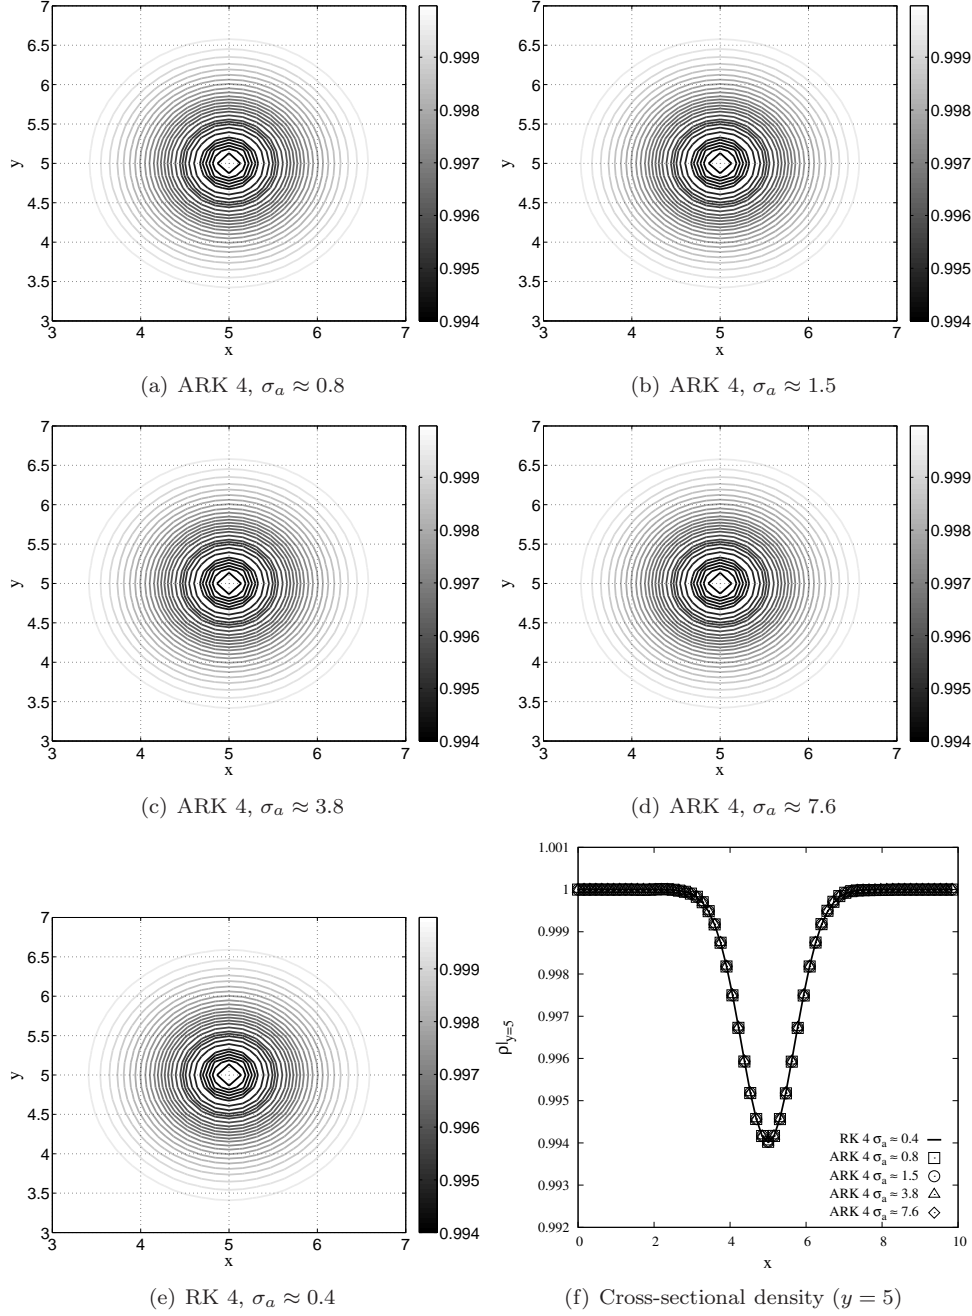 7
6.5
6
5.5
5
4.5
4
3.5
3
3 4 5 6 7
y
x
0.999
0.998
0.997
0.996
0.995
0.994
(a) ARK 4, σₐ ≈ 0.8
7
6.5
6
5.5
5
4.5
4
3.5
3
3 4 5 6 7
y
x
0.999
0.998
0.997
0.996
0.995
0.994
(b) ARK 4, σₐ ≈ 1.5
7
6.5
6
5.5
5
4.5
4
3.5
3
3 4 5 6 7
y
x
0.999
0.998
0.997
0.996
0.995
0.994
(c) ARK 4, σₐ ≈ 3.8
7
6.5
6
5.5
5
4.5
4
3.5
3
3 4 5 6 7
y
x
0.999
0.998
0.997
0.996
0.995
0.994
(d) ARK 4, σₐ ≈ 7.6
7
6.5
6
5.5
5
4.5
4
3.5
3
3 4 5 6 7
y
x
0.999
0.998
0.997
0.996
0.995
0.994
(e) RK 4, σₐ ≈ 0.4
1.001
1
0.999
0.998
0.997
0.996
0.995
0.994
0.993
0.992
0 2 4 6 8 10
ρ|y=5
x
RK 4 σₐ ≈ 0.4
ARK 4 σₐ ≈ 0.8
ARK 4 σₐ ≈ 1.5
ARK 4 σₐ ≈ 3.8
ARK 4 σₐ ≈ 7.6
(f) Cross-sectional density (y = 5)